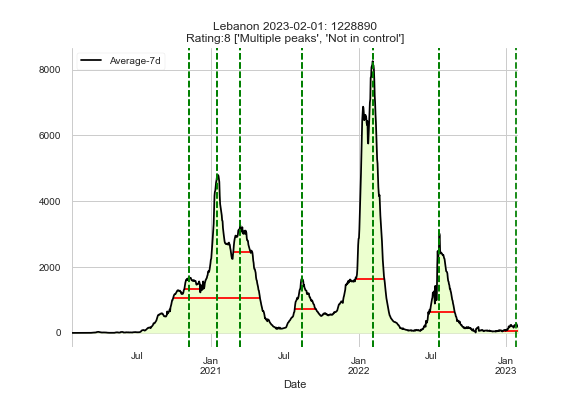 Lebanon 2023-02-01: 1228890
Rating:8 ['Multiple peaks', 'Not in control']
Average-7d
8000
6000
4000
2000
0
Jul
Jan
2021
Jul
Jan
2022
Jul
Jan
2023
Date